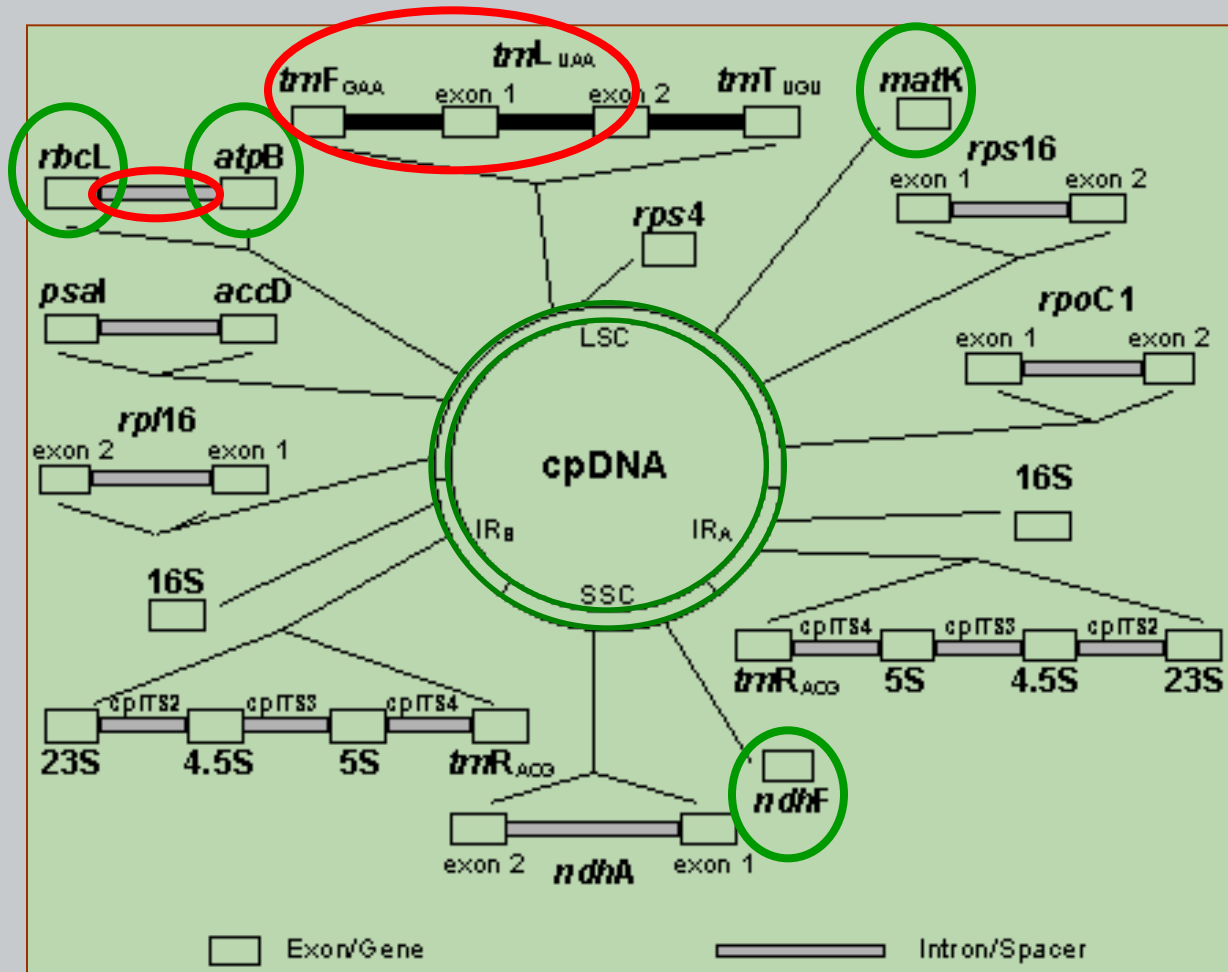 trnF GAA
trnL UAA
exon 1
exon 2
trnT UGU
matK
rbcL
atpB
rps16
exon 1
exon 2
rps4
psaI
accD
LSC
rpoC1
exon 1
exon 2
rpl16
exon 2
exon 1
cpDNA
16S
IRB
IRA
16S
SSC
cpITS4
cpITS3
cpITS2
trnR ACG
5S
4.5S
23S
cpITS2
cpITS3
cpITS4
23S
4.5S
5S
trnR ACG
ndhF
exon 2
ndhA
exon 1
Exon/Gene
Intron/Spacer